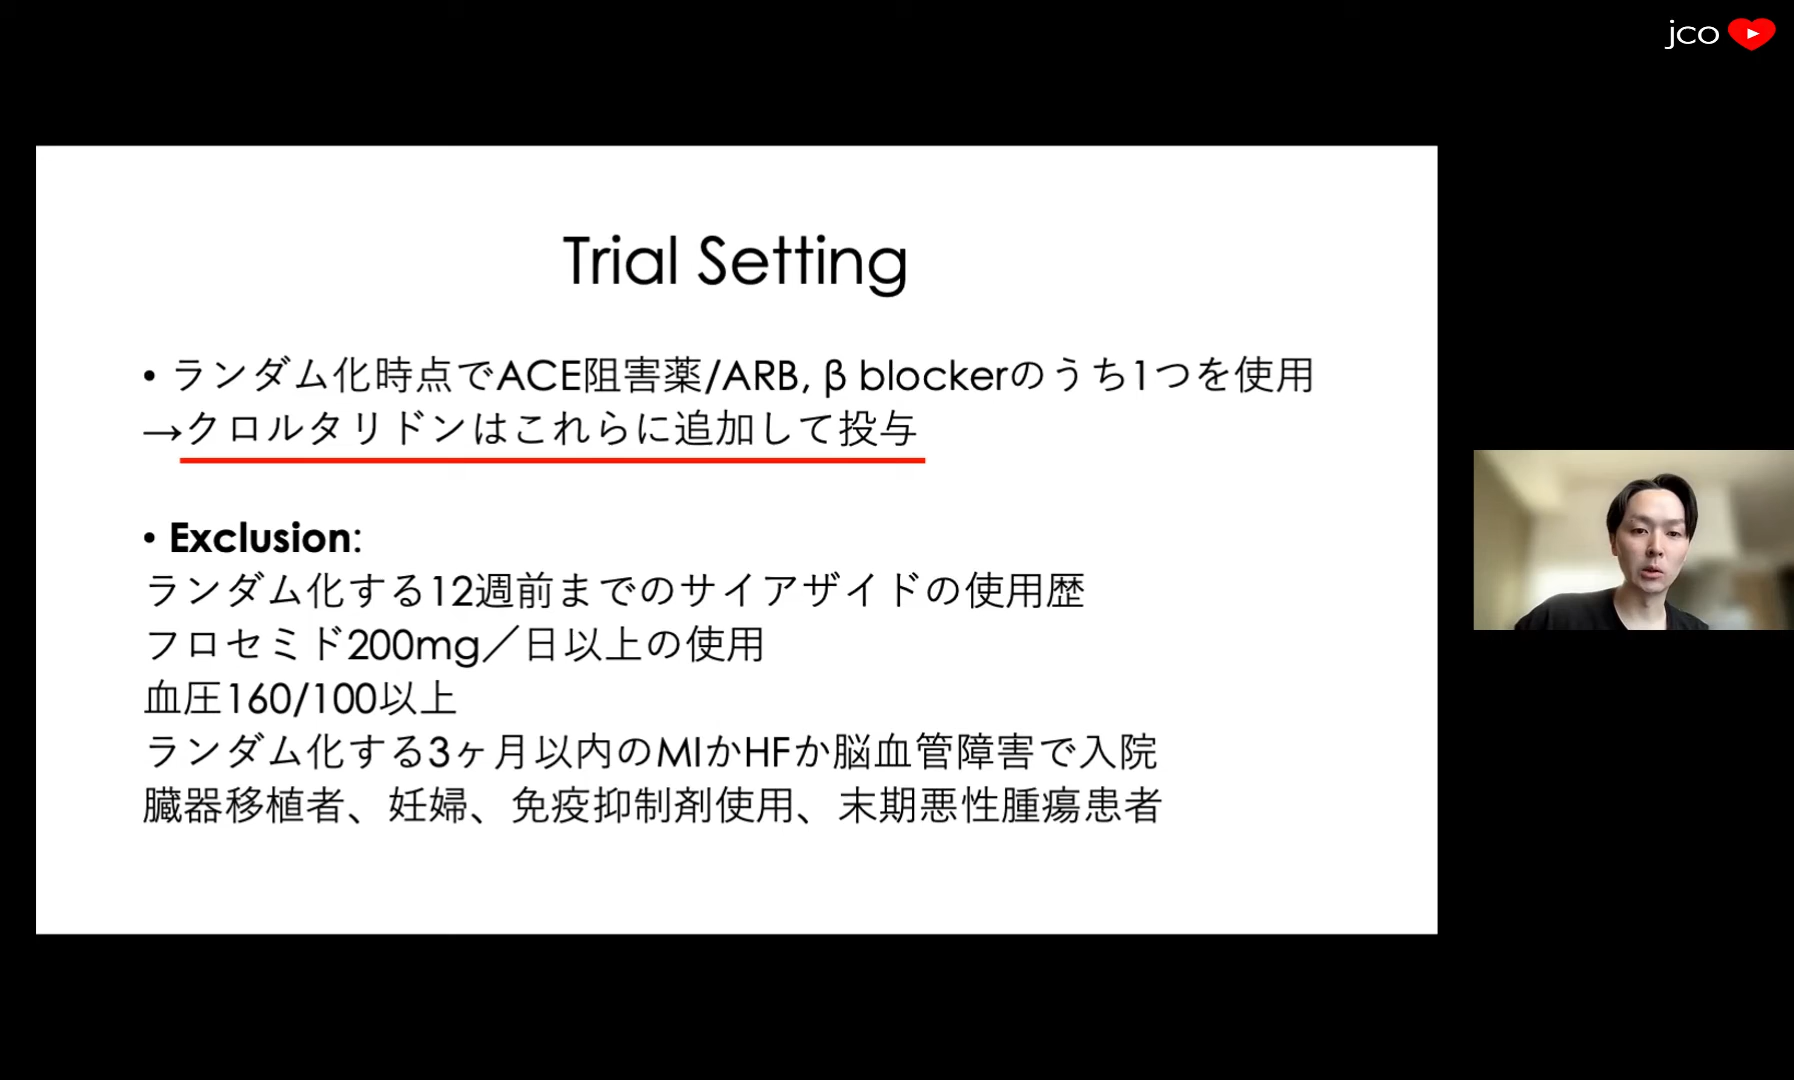 jco
Trial Setting
• ランダム化時点でACE阻害薬/ARB, β blockerのうち1つを使用
→クロルタリドンはこれらに追加して投与
• Exclusion:
ランダム化する12週前までのサイアザイドの使用歴
フロセミド200mg／日以上の使用
血圧160/100以上
ランダム化する3ヶ月以内のMIかHFか脳血管障害で入院
臓器移植者、妊婦、免疫抑制剤使用、末期悪性腫瘍患者